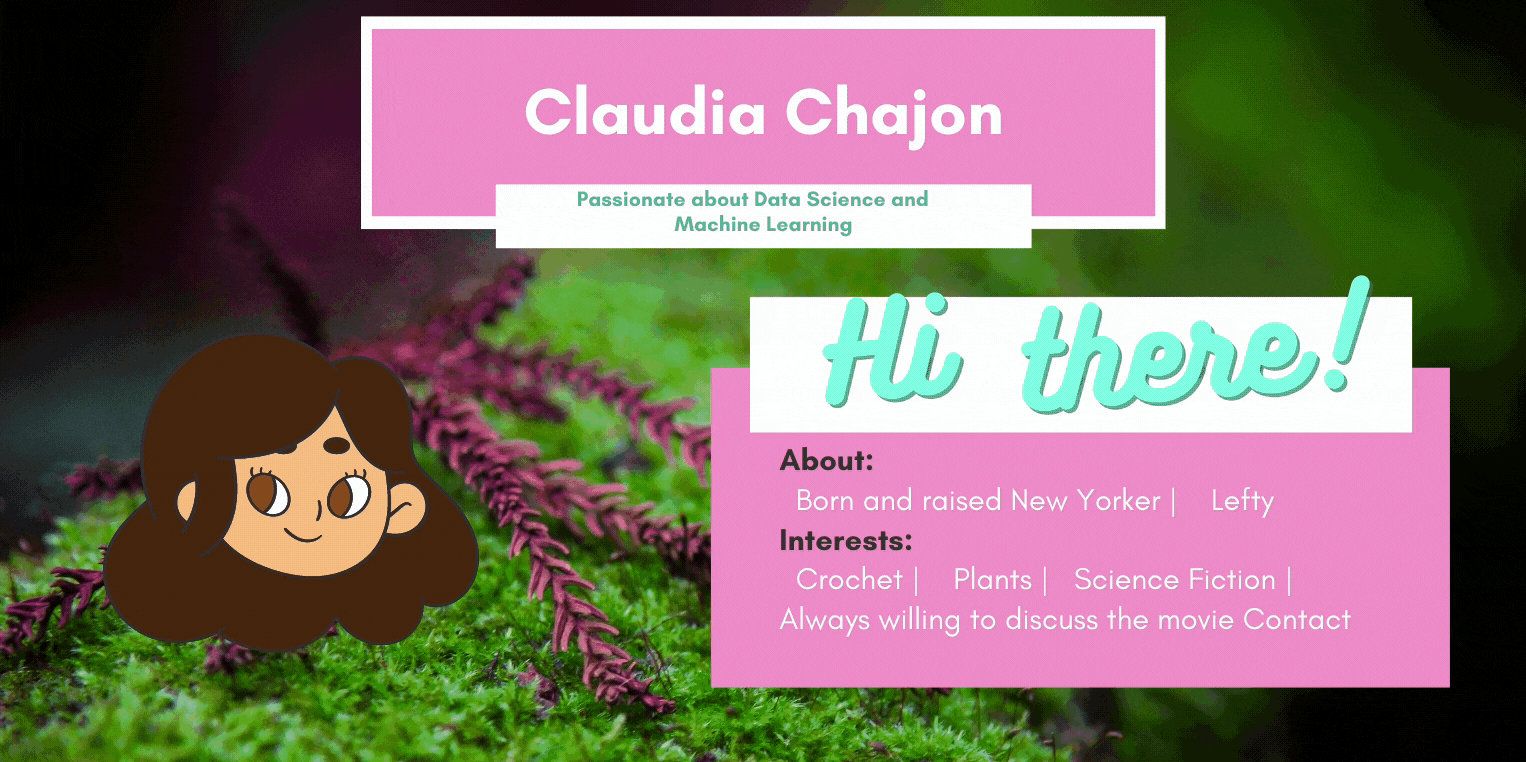 Claudia Chajon
Passionate about Data Science and
Machine Learning
Hi there!
About:
Born and raised New Yorker | Lefty
Interests:
Crochet | Plants | Science Fiction |
Always willing to discuss the movie Contact